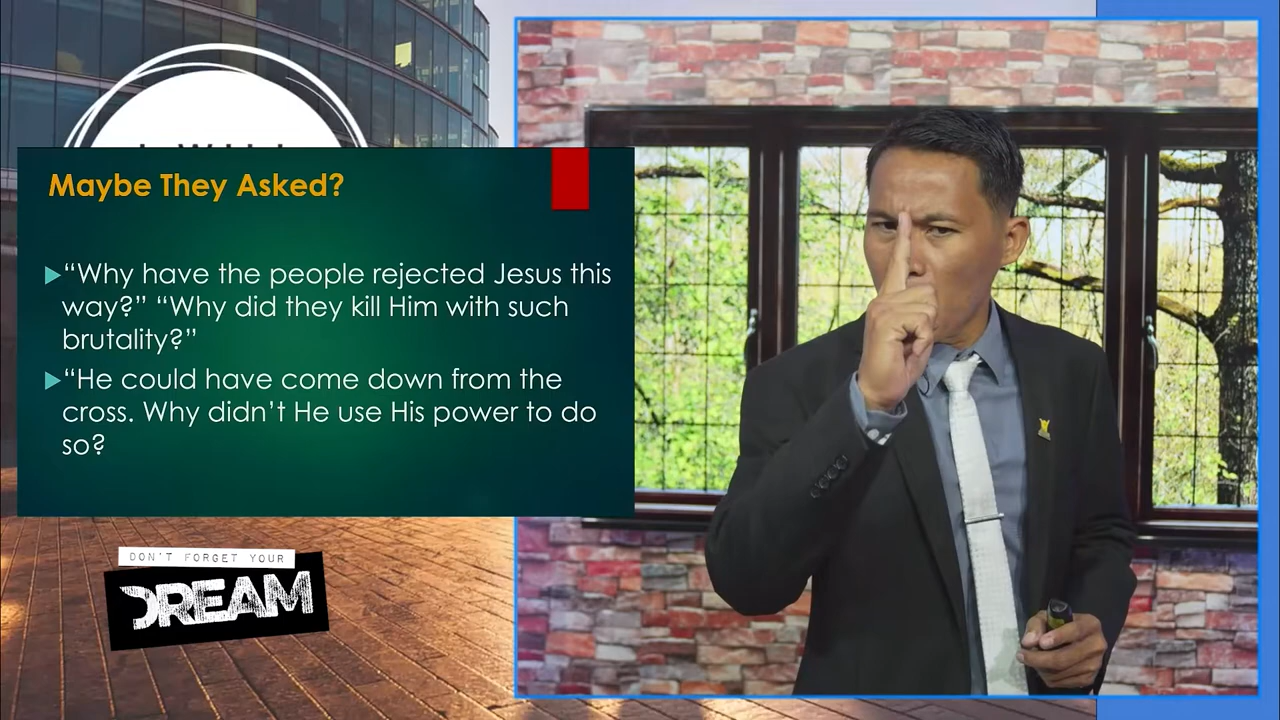 Maybe They Asked?
“Why have the people rejected Jesus this
way?” “Why did they kill Him with such
brutality?”
“He could have come down from the
cross. Why didn’t He use His power to do
so?
DON'T FORGET YOUR
DREAM